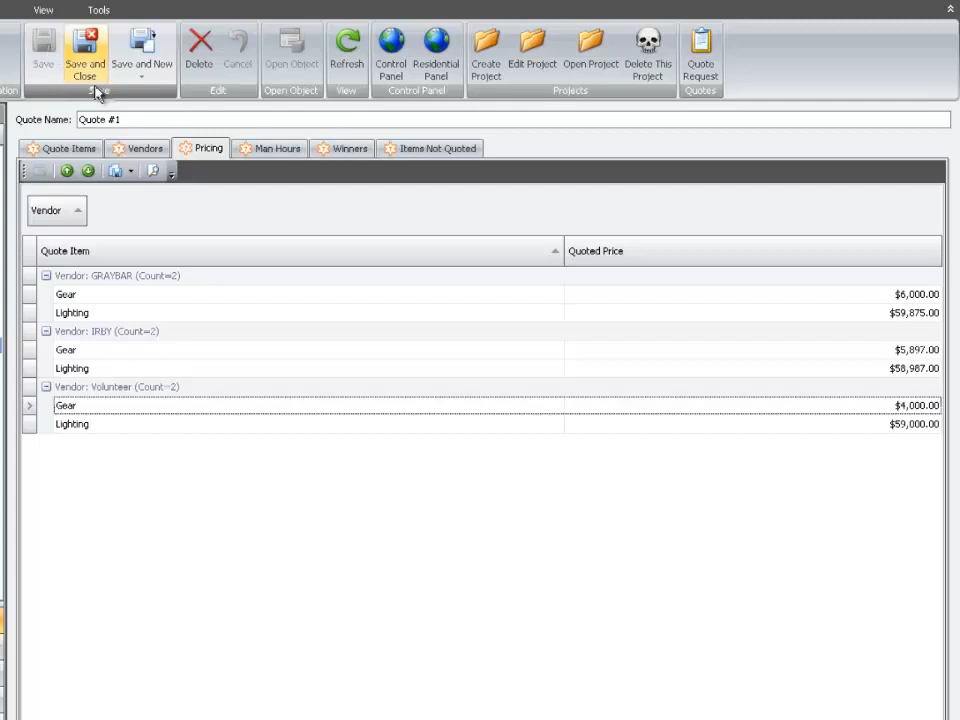 View Tools
Save Save and Close Save and New Delete Cancel Open Object Refresh Control Panel Residential Panel Create Project Edit Project Open Project Delete This Project Quote Request
ation Edit Open Object View Control Panel Projects Quotes
Quote Name: Quote #1
Quote Items Vendors Pricing Man Hours Winners Items Not Quoted
Vendor
Quote Item Quoted Price
Vendor: GRAYBAR (Count=2)
Gear $6,000.00
Lighting $59,875.00
Vendor: IRBY (Count=2)
Gear $5,897.00
Lighting $58,987.00
Vendor: Volunteer (Count=2)
Gear $4,000.00
Lighting $59,000.00